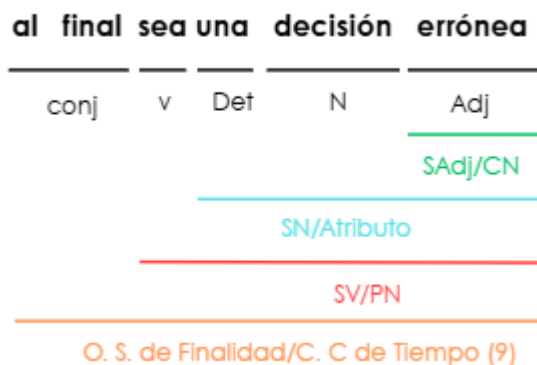 al final sea una decisión errónea
conj v Det N Adj
SAdj/CN
SN/Atributo
SV/PN
O. S. de Finalidad/C. C de Tiempo (9)